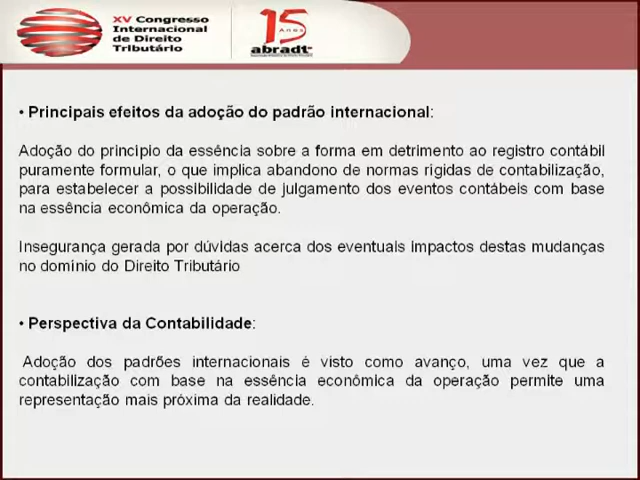 XV Congresso
Internacional
de Direito
Tributário
15
Anos
abradt
• Principais efeitos da adoção do padrão internacional:
Adoção do principio da essência sobre a forma em detrimento ao registro contábil
puramente formular, o que implica abandono de normas rigidas de contabilização,
para estabelecer a possibilidade de julgamento dos eventos contábeis com base
na essência econômica da operação.
Insegurança gerada por dúvidas acerca dos eventuais impactos destas mudanças
no domínio do Direito Tributário
• Perspectiva da Contabilidade:
Adoção dos padrões internacionais é visto como avanço, uma vez que a
contabilização com base na essência econômica da operação permite uma
representação mais próxima da realidade.